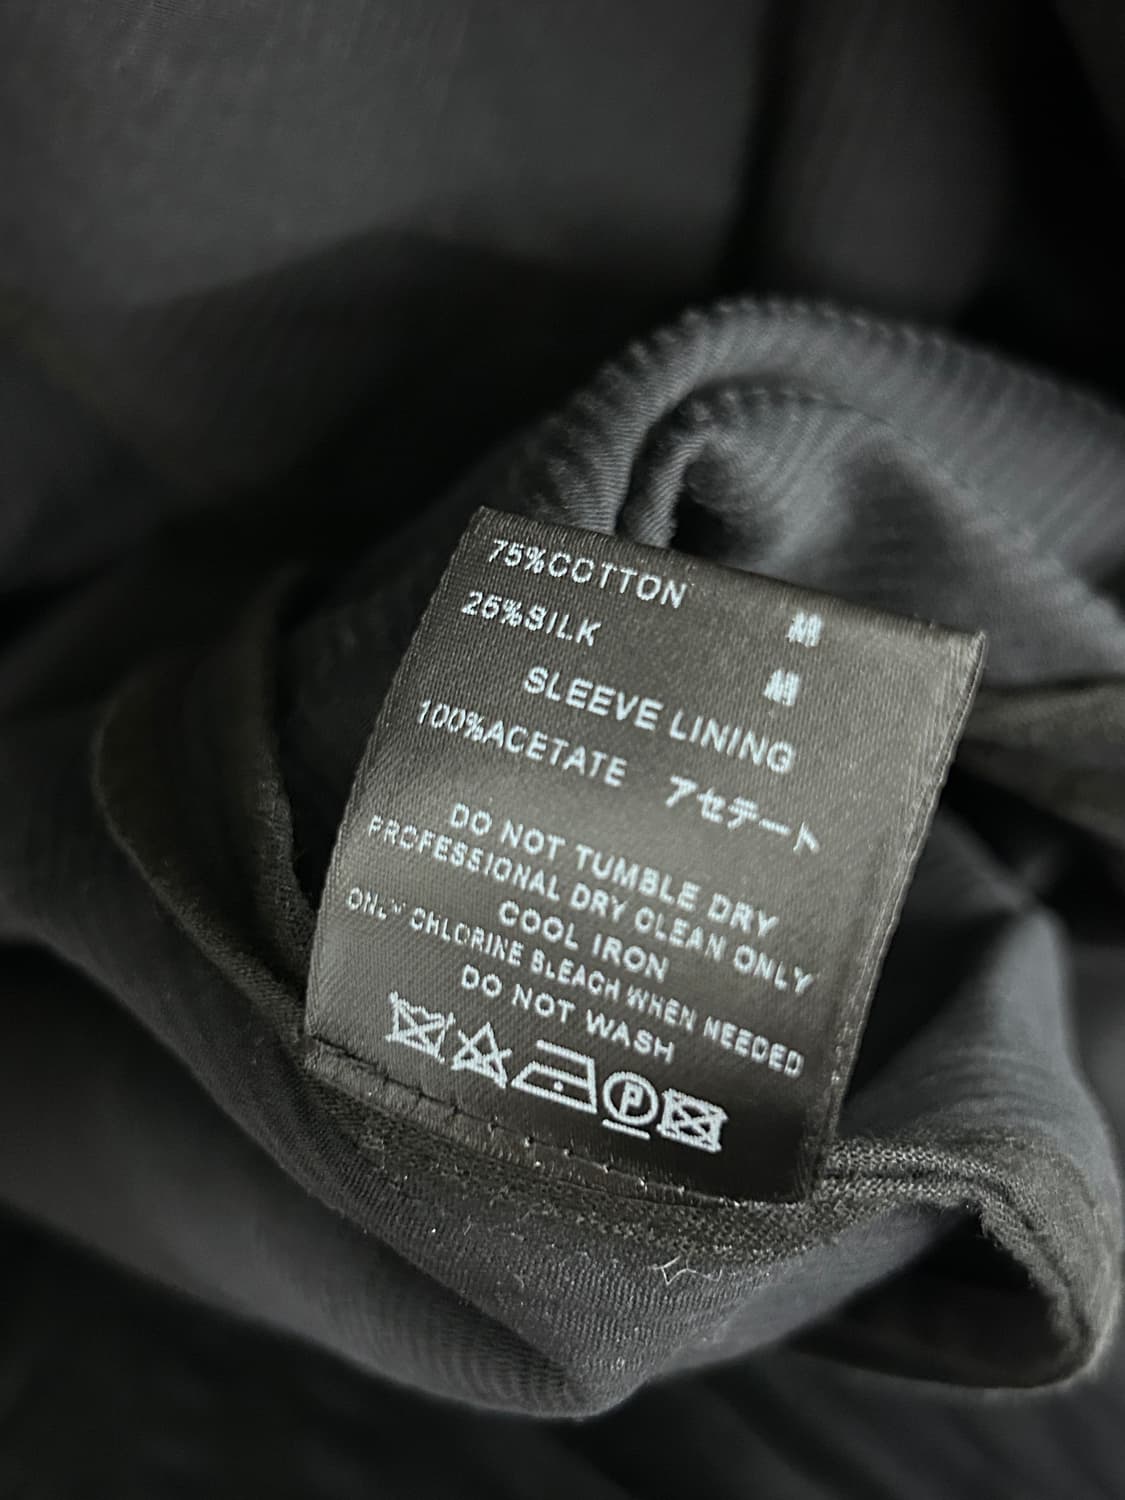 75%COTTON 綿
25%SILK 絹
SLEEVE LINING
100%ACETATE アセテート
DO NOT TUMBLE DRY
PROFESSIONAL DRY CLEAN ONLY
COOL IRON
ONLY CHLORINE BLEACH WHEN NEEDED
DO NOT WASH
P